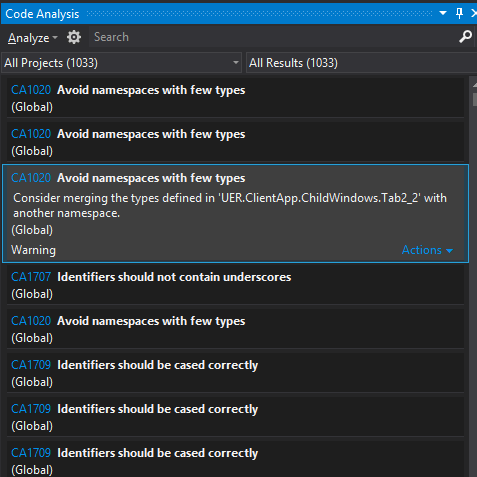 Code Analysis
Analyze Search
All Projects (1033) All Results (1033)
CA1020 Avoid namespaces with few types
(Global)
CA1020 Avoid namespaces with few types
(Global)
CA1020 Avoid namespaces with few types
Consider merging the types defined in 'UER.ClientApp.ChildWindows.Tab2_2' with
another namespace.
(Global)
Warning Actions
CA1707 Identifiers should not contain underscores
(Global)
CA1020 Avoid namespaces with few types
(Global)
CA1709 Identifiers should be cased correctly
(Global)
CA1709 Identifiers should be cased correctly
(Global)
CA1709 Identifiers should be cased correctly
(Global)